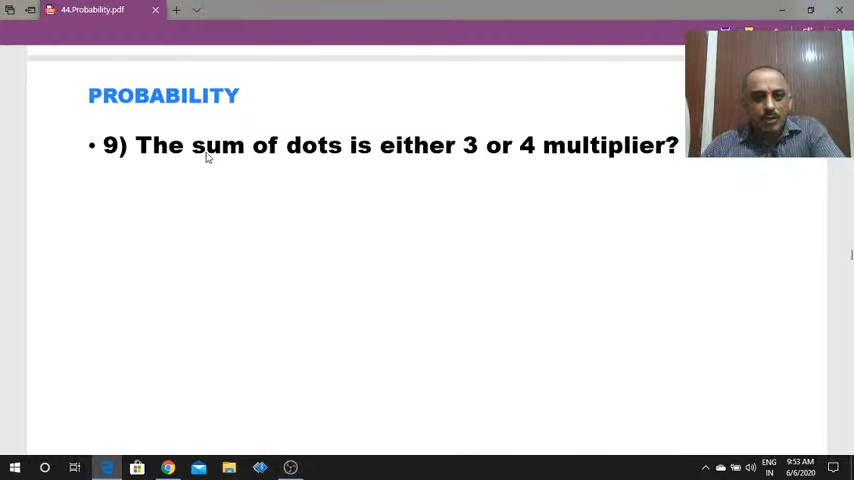 44.Probability.pdf
PROBABILITY
• 9) The sum of dots is either 3 or 4 multiplier?
ENG
IN
9:53 AM
6/6/2020